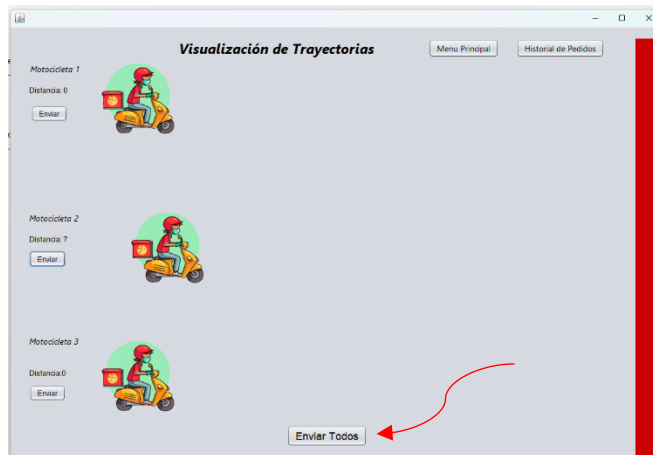 Visualización de Trayectorias
Menu Principal
Historial de Pedidos
Motocicleta 1
Distancia: 0
Enviar
Motocicleta 2
Distancia: 7
Enviar
Motocicleta 3
Distancia:0
Enviar
Enviar Todos